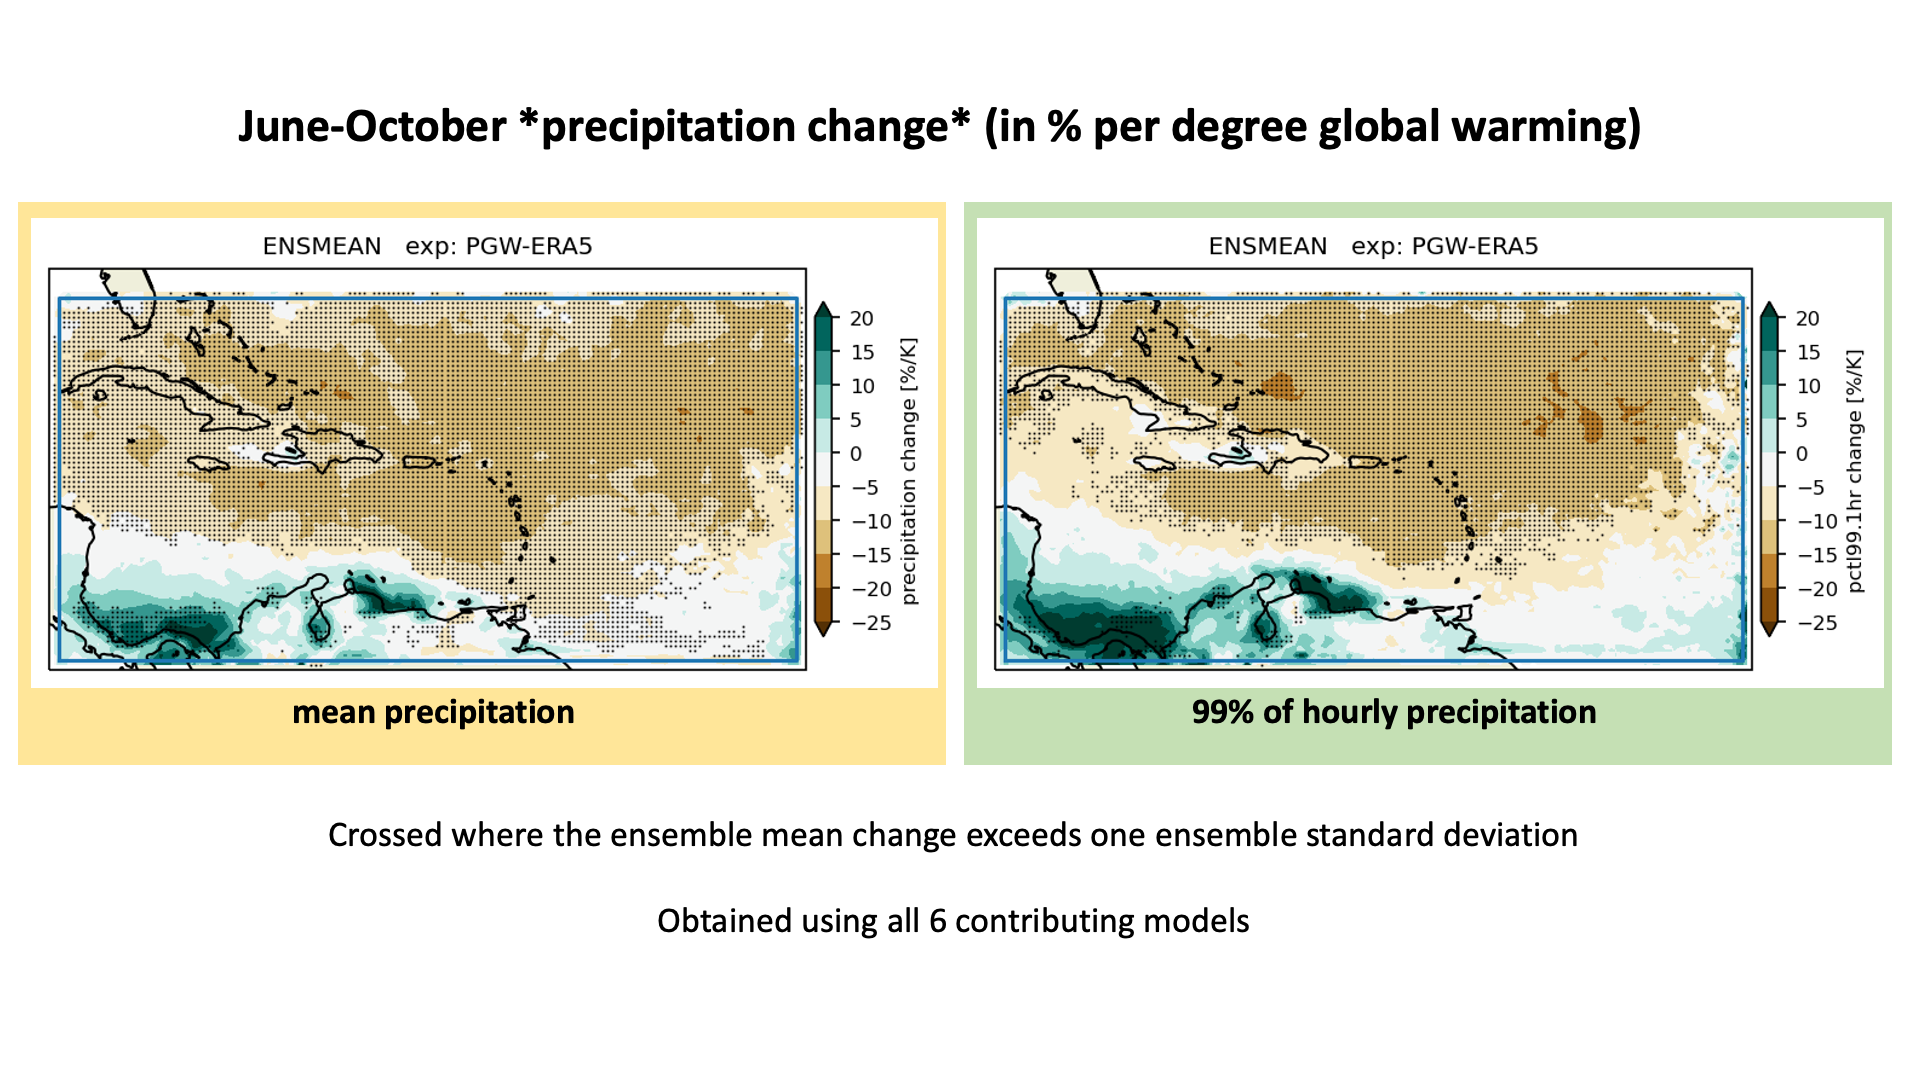 June-October *precipitation change* (in % per degree global warming)
ENSMEAN exp: PGW-ERA5
20
15
10
5
0
−5
−10
−15
−20
−25
precipitation change [%/K]
mean precipitation
ENSMEAN exp: PGW-ERA5
20
15
10
5
0
−5
−10
−15
−20
−25
pctl99.1hr change [%/K]
99% of hourly precipitation
Crossed where the ensemble mean change exceeds one ensemble standard deviation
Obtained using all 6 contributing models